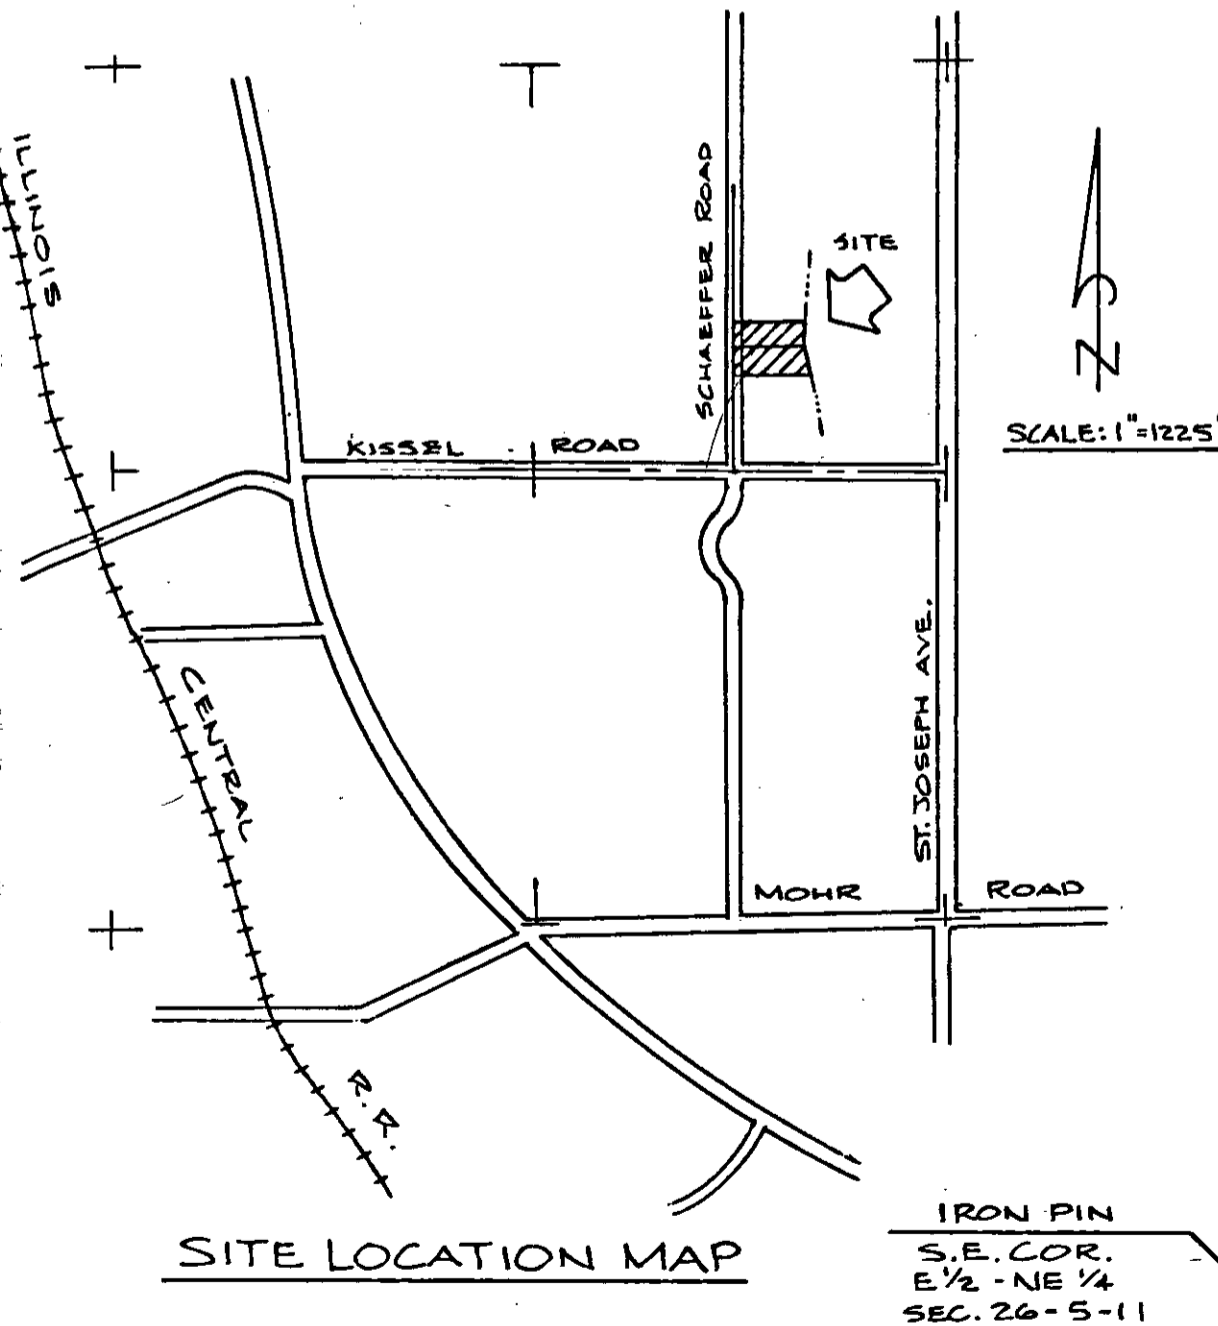 ILLINOIS
SCHAEFFER ROAD
SITE
N
SCALE: 1"=1225'
KISSEL ROAD
CENTRAL
ST. JOSEPH AVE.
MOHR ROAD
R.R.
SITE LOCATION MAP
IRON PIN
S.E. COR.
E 1/2 - NE 1/4
SEC. 26-5-11